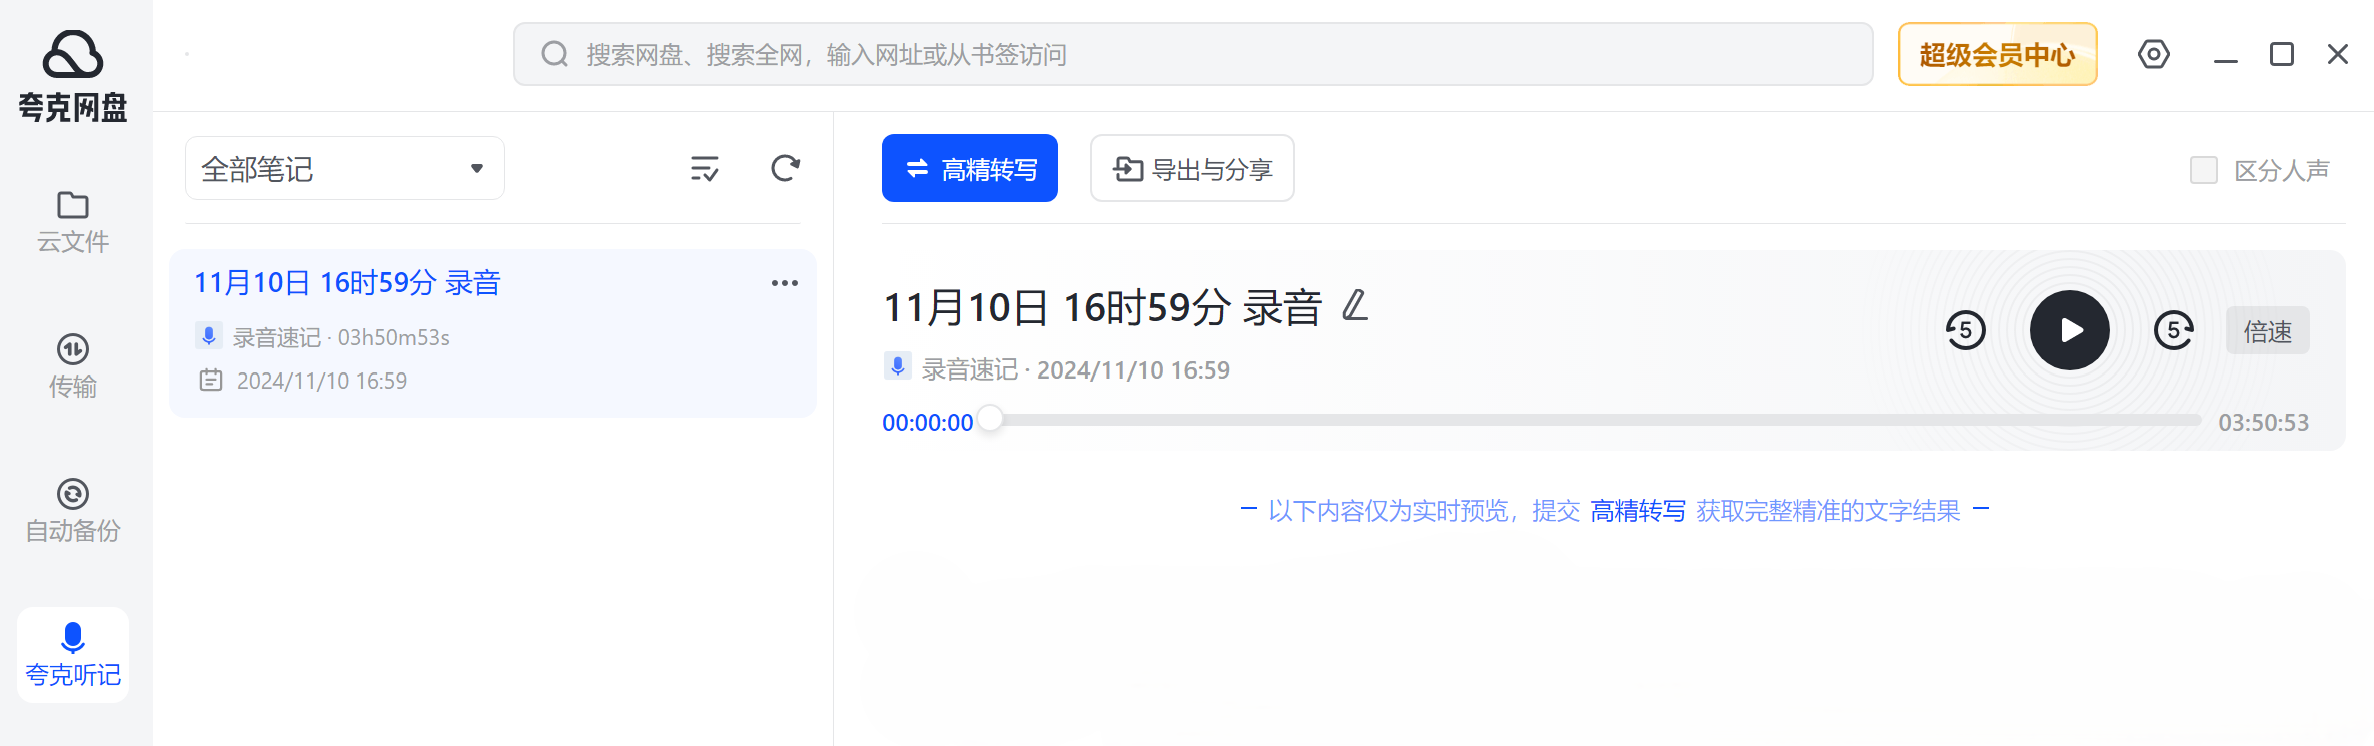 夸克网盘
云文件
传输
自动备份
夸克听记
搜索网盘、搜索全网，输入网址或从书签访问
超级会员中心
全部笔记
11月10日 16时59分 录音
录音速记 · 03h50m53s
2024/11/10 16:59
高精转写
导出与分享
区分人声
11月10日 16时59分 录音
录音速记 · 2024/11/10 16:59
5
5
倍速
00:00:00
03:50:53
以下内容仅为实时预览，提交 高精转写 获取完整精准的文字结果